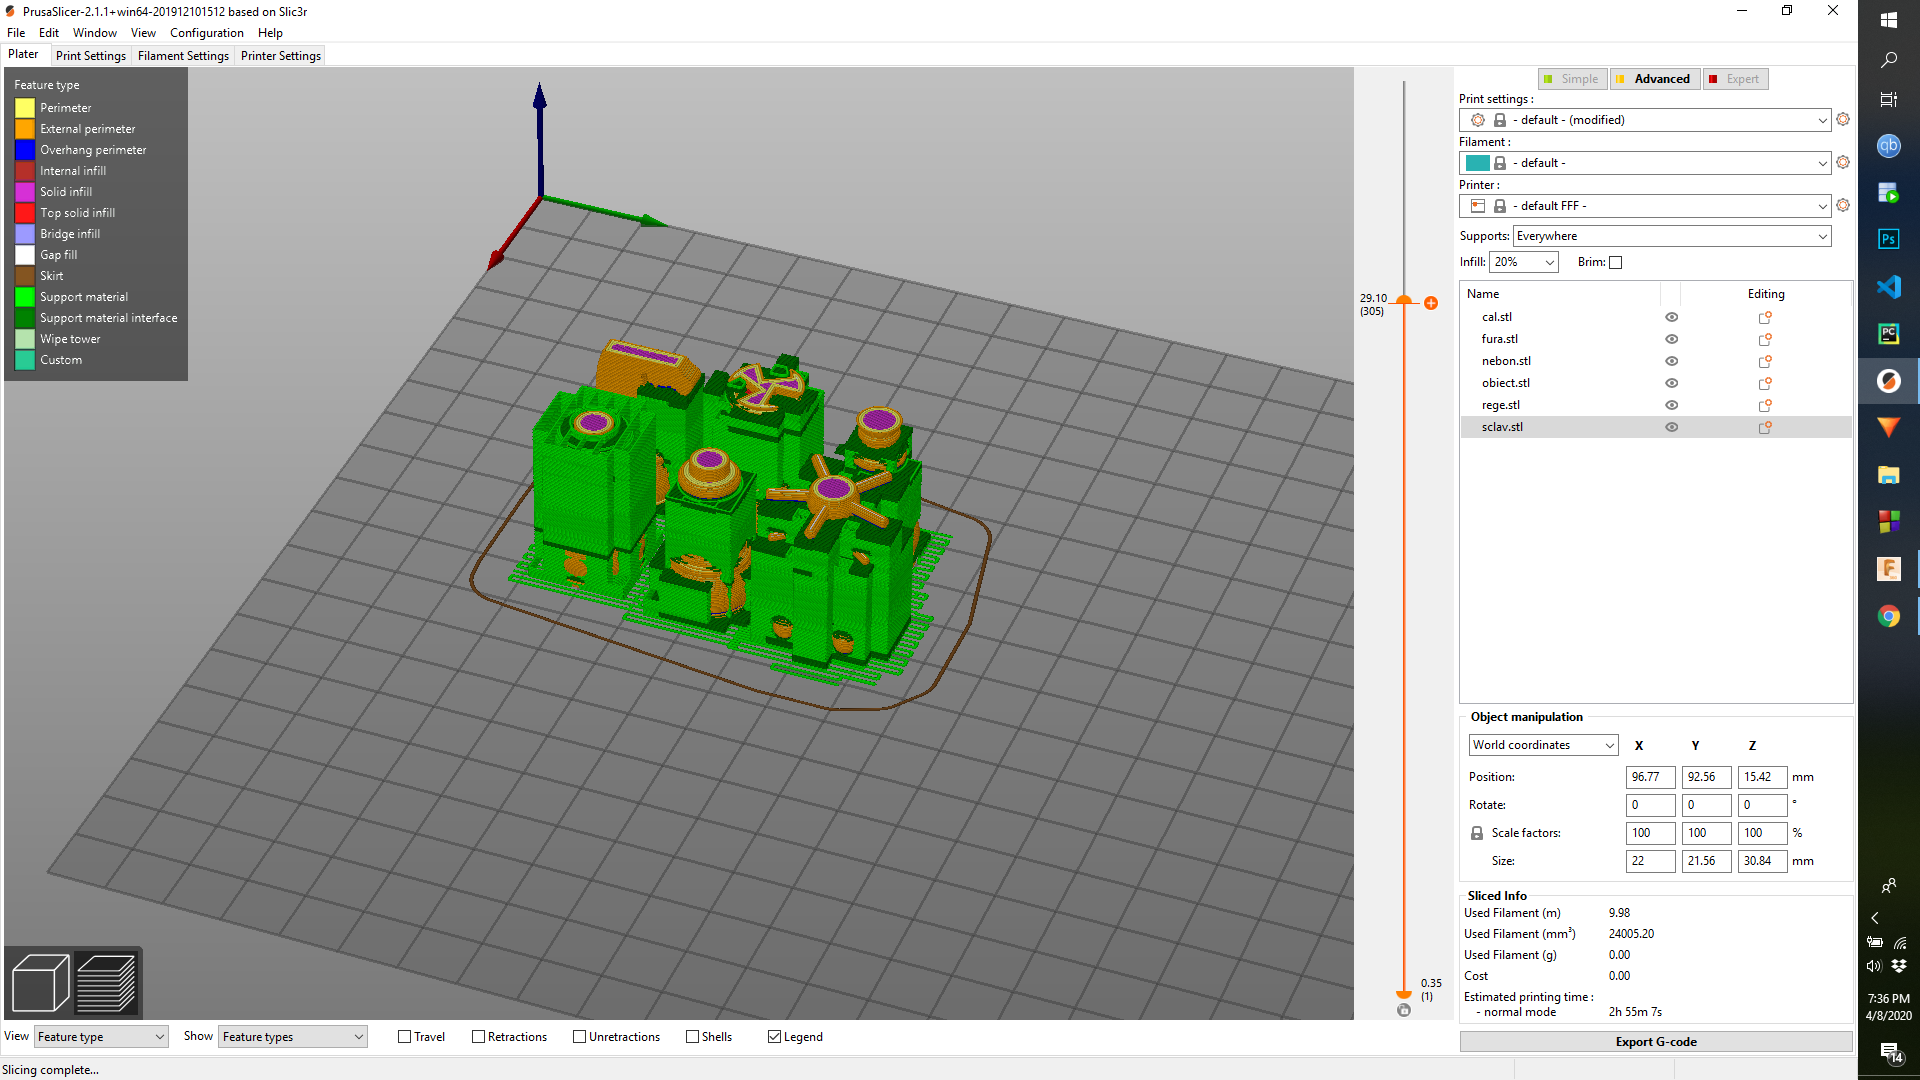 PrusaSlicer-2.1.1+win64-201912101512 based on Slic3r
File Edit Window View Configuration Help
Plater Print Settings Filament Settings Printer Settings
Feature type
Perimeter
External perimeter
Overhang perimeter
Internal infill
Solid infill
Top solid infill
Bridge infill
Gap fill
Skirt
Support material
Support material interface
Wipe tower
Custom
29.10
(305)
0.35
(1)
Simple Advanced Expert
Print settings :
- default - (modified)
Filament :
- default -
Printer :
- default FFF -
Supports: Everywhere
Infill: 20% Brim:
Name Editing
cal.stl
fura.stl
nebon.stl
obiect.stl
rege.stl
sclav.stl
Object manipulation
World coordinates X Y Z
Position: 96.77 92.56 15.42 mm
Rotate: 0 0 0 °
Scale factors: 100 100 100 %
Size: 22 21.56 30.84 mm
Sliced Info
Used Filament (m) 9.98
Used Filament (mm³) 24005.20
Used Filament (g) 0.00
Cost 0.00
Estimated printing time :
- normal mode 2h 55m 7s
Export G-code
View Feature type Show Feature types Travel Retractions Unretractions Shells Legend
Slicing complete...
qb
Ps
PC
F
7:36 PM
4/8/2020
14